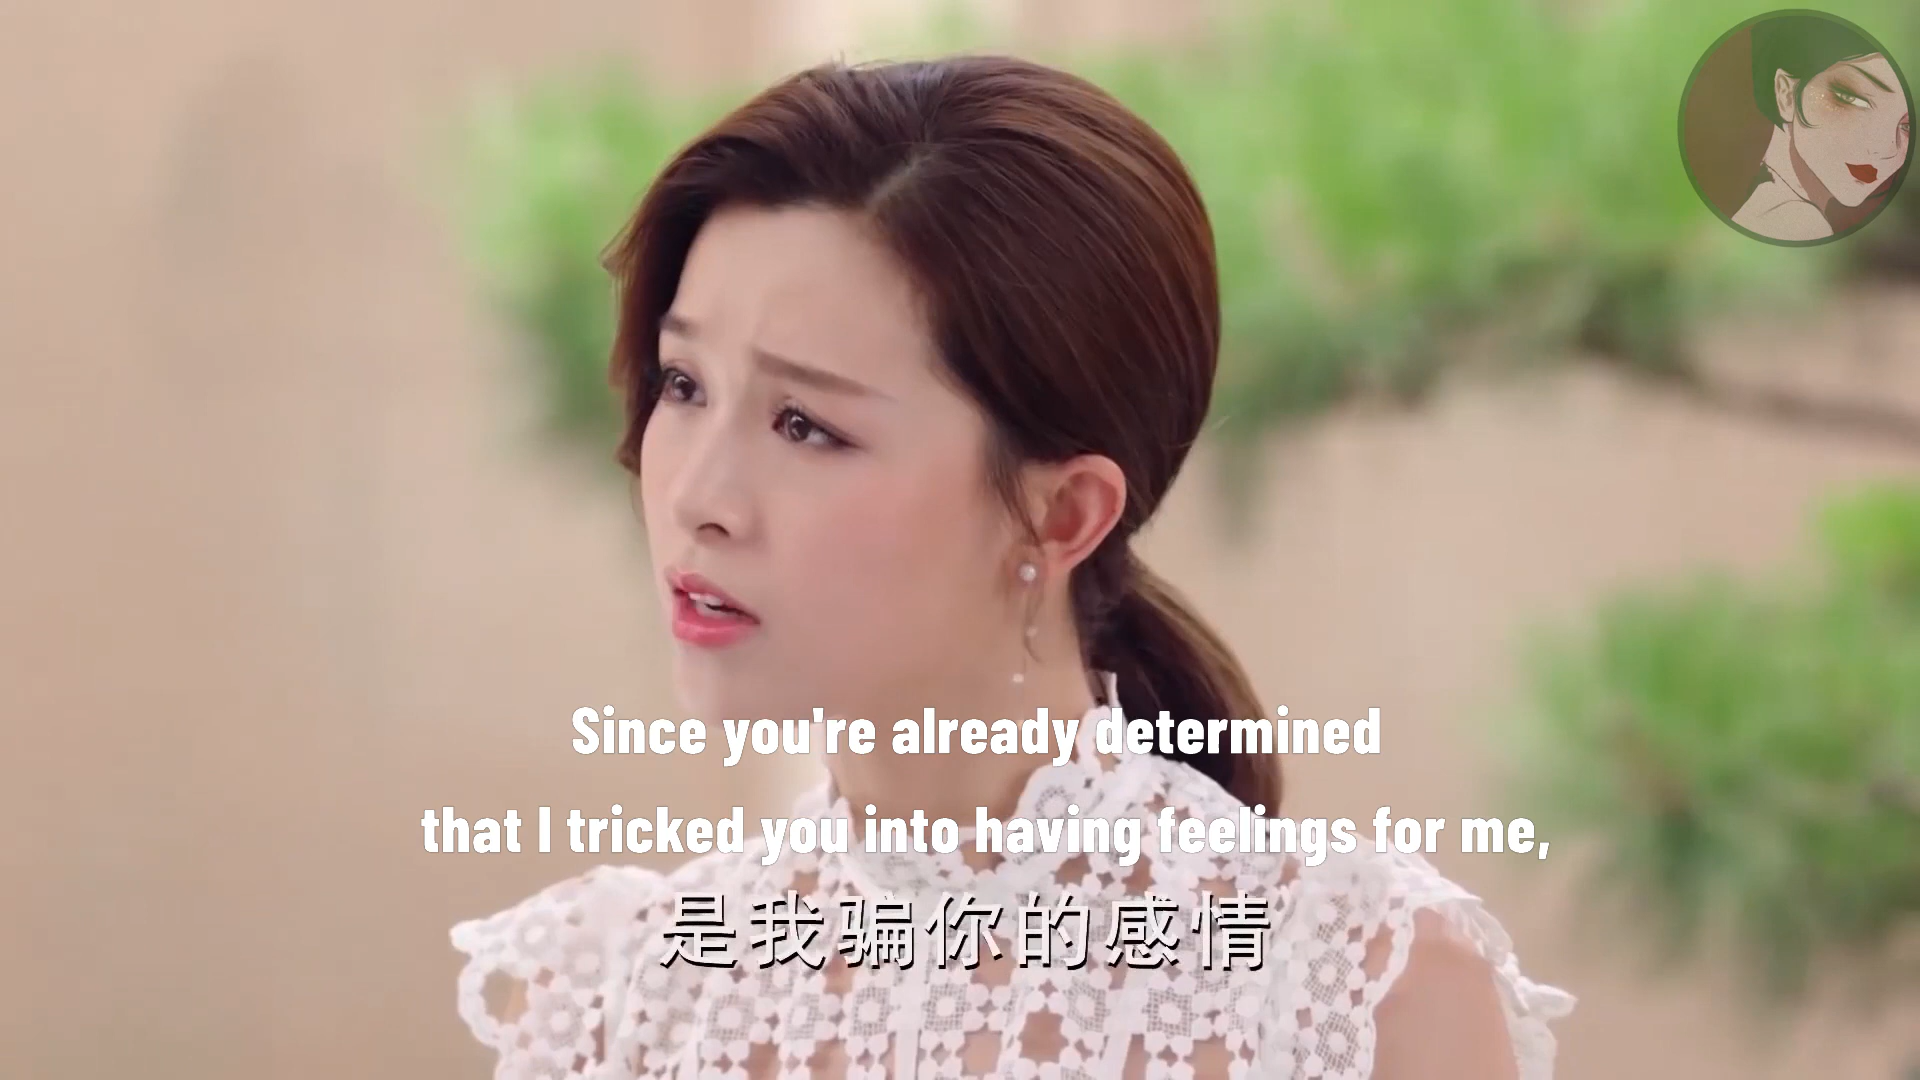 Since you're already determined
that I tricked you into having feelings for me,
是我骗你的感情